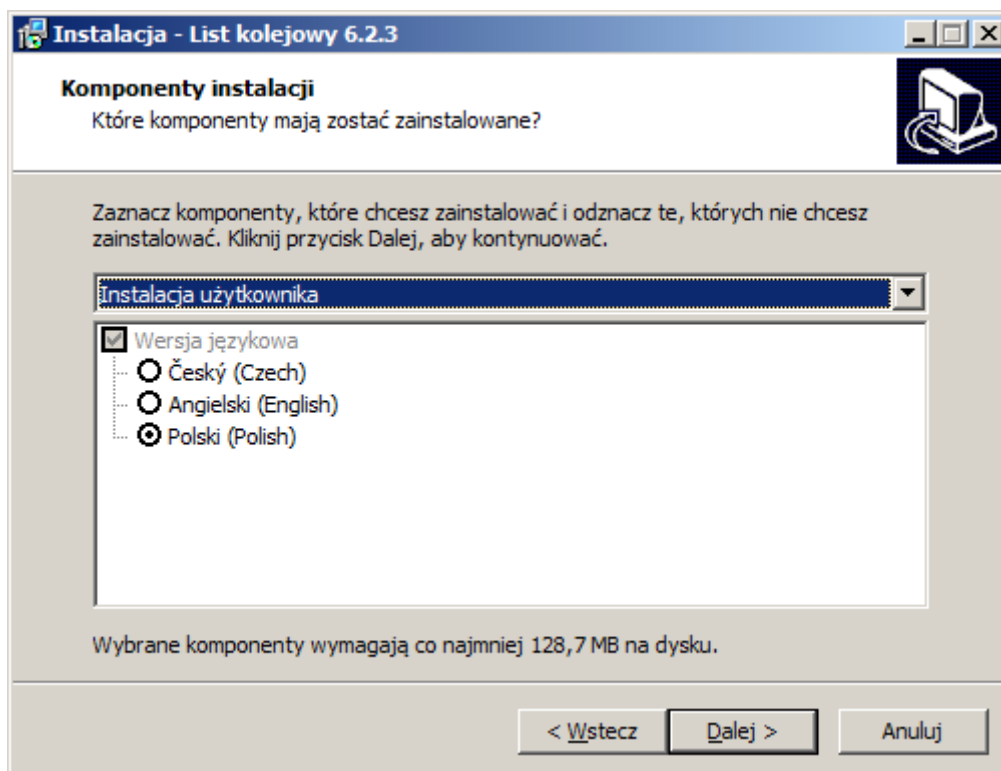 Instalacja - List kolejowy 6.2.3
Komponenty instalacji
Które komponenty mają zostać zainstalowane?
Zaznacz komponenty, które chcesz zainstalować i odznacz te, których nie chcesz
zainstalować. Kliknij przycisk Dalej, aby kontynuować.
Instalacja użytkownika
Wersja językowa
Český (Czech)
Angielski (English)
Polski (Polish)
Wybrane komponenty wymagają co najmniej 128,7 MB na dysku.
< Wstecz
Dalej >
Anuluj